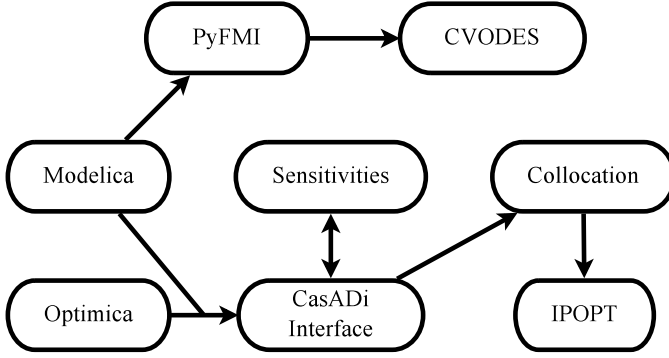 PyFMI
CVODES
Modelica
Sensitivities
Collocation
Optimica
CasADi
Interface
IPOPT